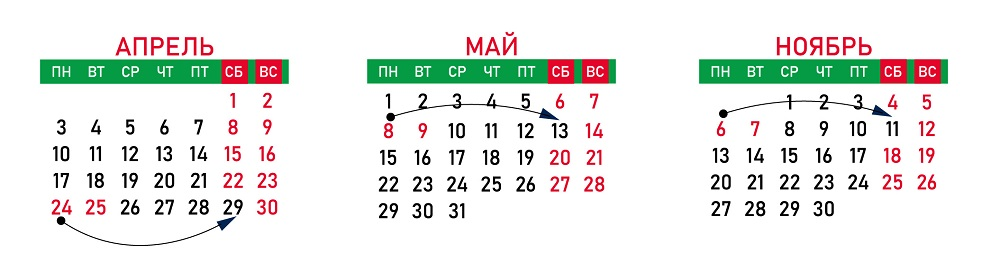 АПРЕЛЬ
ПН ВТ СР ЧТ ПТ СБ ВС
1 2
3 4 5 6 7 8 9
10 11 12 13 14 15 16
17 18 19 20 21 22 23
24 25 26 27 28 29 30
МАЙ
ПН ВТ СР ЧТ ПТ СБ ВС
1 2 3 4 5 6 7
8 9 10 11 12 13 14
15 16 17 18 19 20 21
22 23 24 25 26 27 28
29 30 31
НОЯБРЬ
ПН ВТ СР ЧТ ПТ СБ ВС
1 2 3 4 5
6 7 8 9 10 11 12
13 14 15 16 17 18 19
20 21 22 23 24 25 26
27 28 29 30